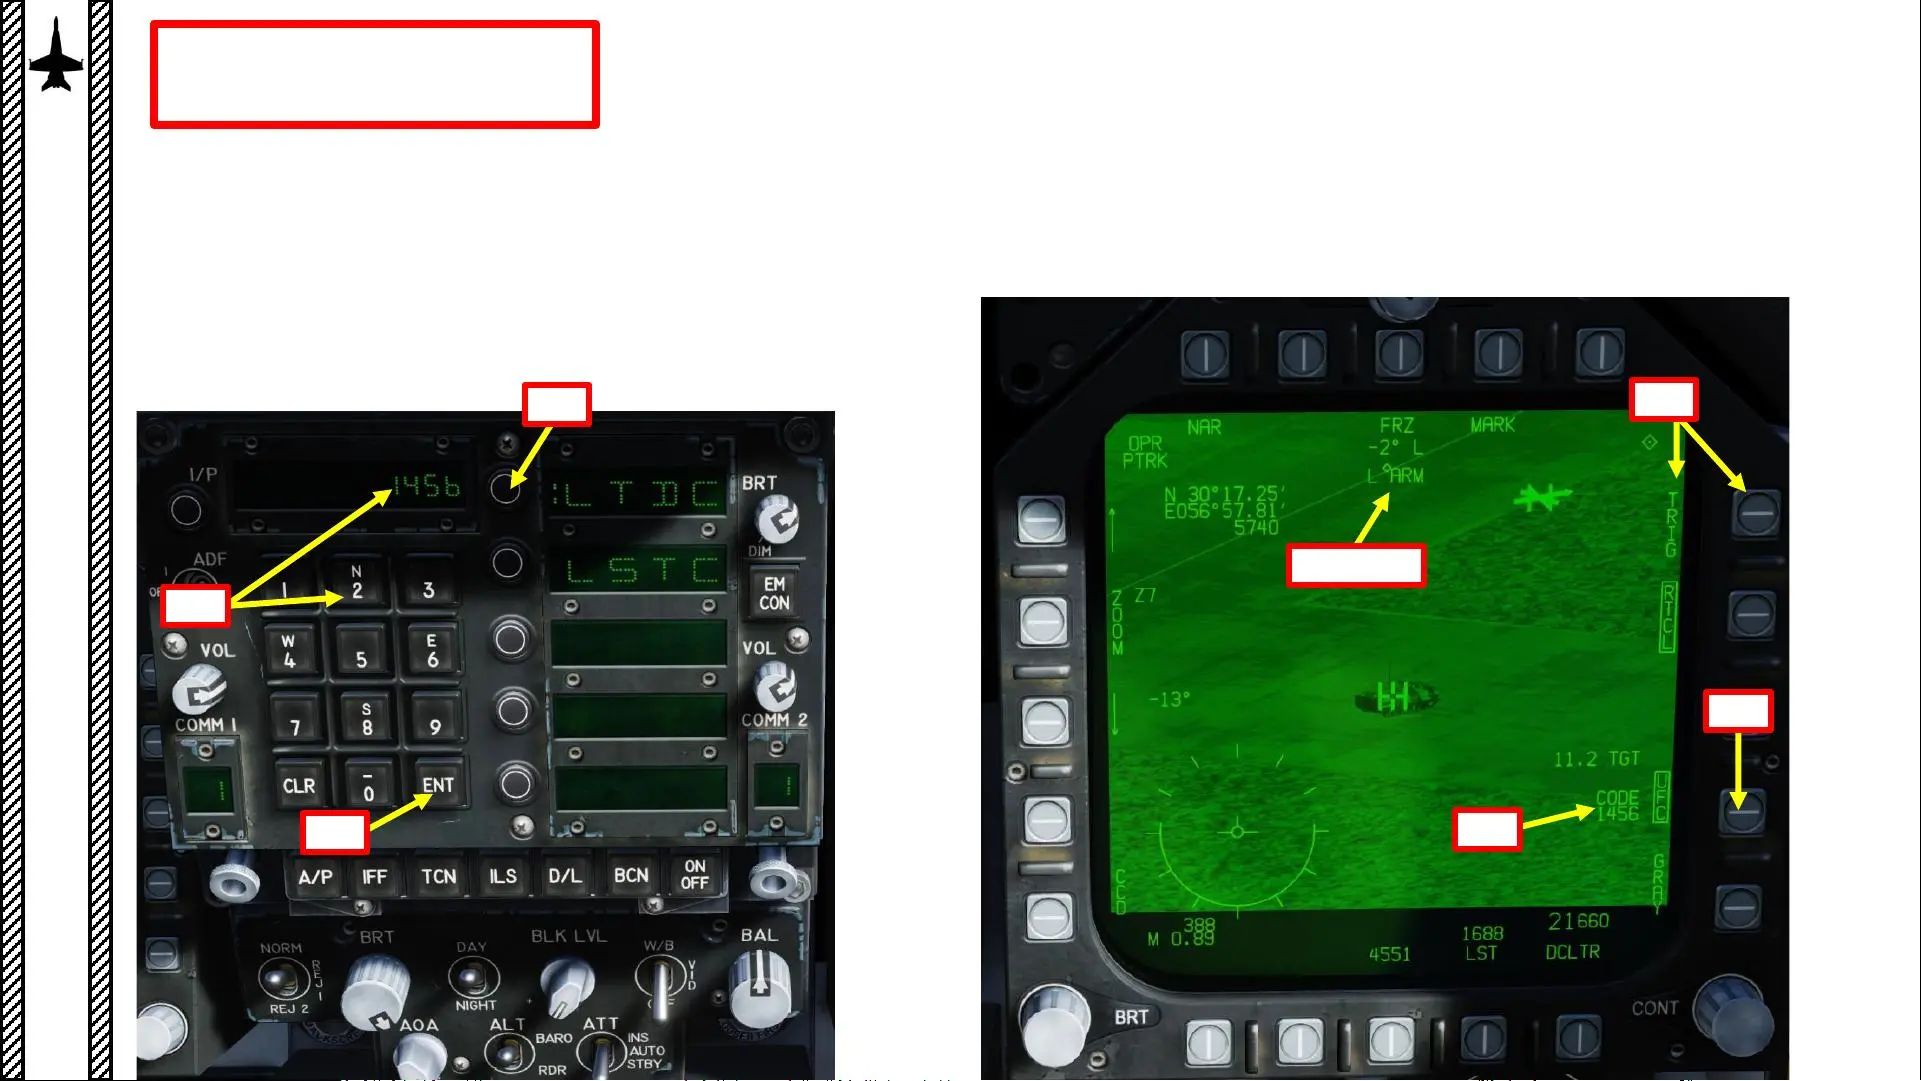 I/P
1456
:LTDC
BRT
DIM
ADF
LSTC
EM
CON
1
N
2
3
VOL
W
4
5
E
6
VOL
COMM 1
7
S
8
9
COMM 2
1
CLR
–
0
ENT
1
A/P
IFF
TCN
ILS
D/L
BCN
ON
OFF
NORM
REJ 1
REJ 2
BRT
DAY
NIGHT
BLK LVL
W/B
VID
BAL
AOA
ALT
BARO
RDR
ATT
INS
AUTO
STBY
NAR
FRZ
MARK
OPR
PTRK
-2° L
L ARM
N 30°17.25'
E056°57.81'
5740
TRIG
ZOOM
Z7
RTCL
-13°
11.2 TGT
CODE
1456
UFC
CCD
GRAY
388
M 0.89
4551
1688
LST
21660
DCLTR
BRT
CONT